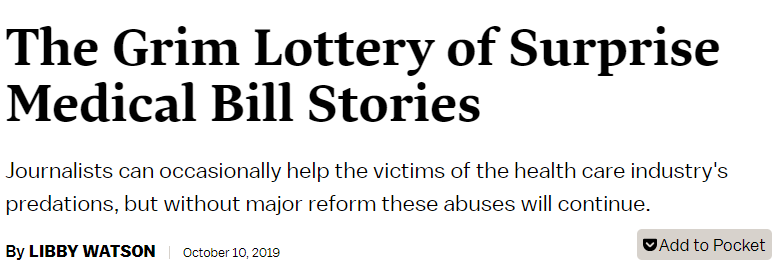 The Grim Lottery of Surprise
Medical Bill Stories
Journalists can occasionally help the victims of the health care industry's
predations, but without major reform these abuses will continue.
By LIBBY WATSON | October 10, 2019
Add to Pocket